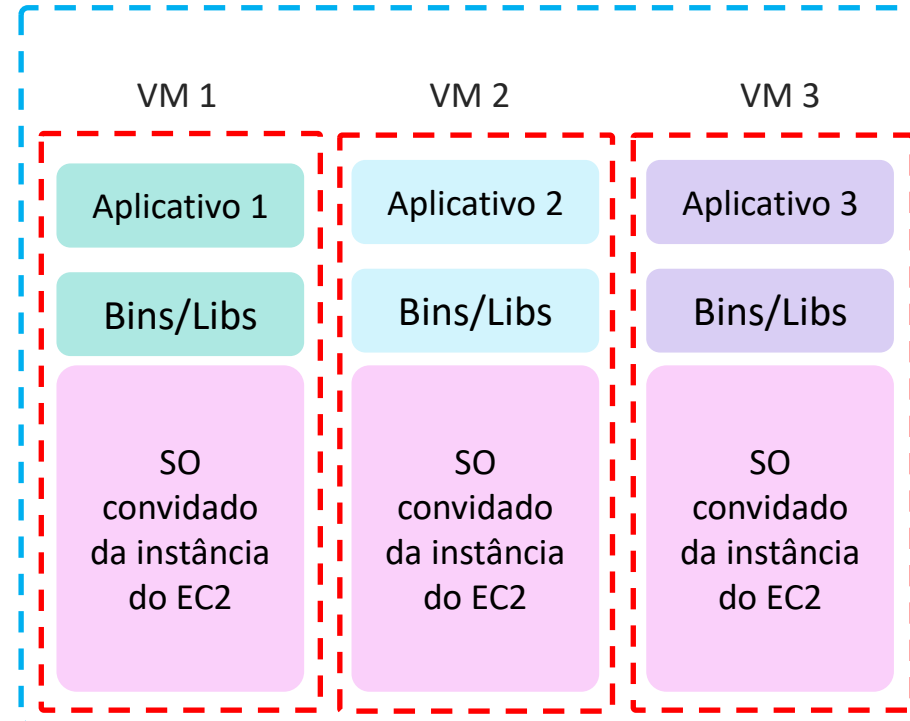 VM 1
VM 2
VM 3
Aplicativo 1
Aplicativo 2
Aplicativo 3
Bins/Libs
Bins/Libs
Bins/Libs
SO
convidado
da instância
do EC2
SO
convidado
da instância
do EC2
SO
convidado
da instância
do EC2